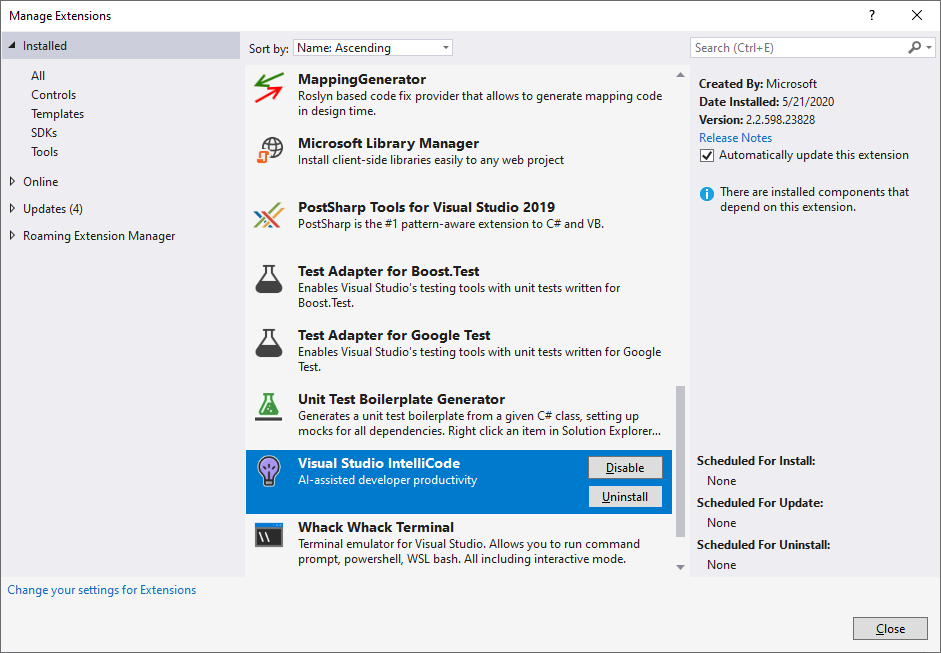 Manage Extensions
?
Installed
All
Controls
Templates
SDKs
Tools
Online
Updates (4)
Roaming Extension Manager
Sort by: Name: Ascending
MappingGenerator
Roslyn based code fix provider that allows to generate mapping code
in design time.
Microsoft Library Manager
Install client-side libraries easily to any web project
PostSharp Tools for Visual Studio 2019
PostSharp is the #1 pattern-aware extension to C# and VB.
Test Adapter for Boost.Test
Enables Visual Studio's testing tools with unit tests written for
Boost.Test.
Test Adapter for Google Test
Enables Visual Studio's testing tools with unit tests written for Google
Test.
Unit Test Boilerplate Generator
Generates a unit test boilerplate from a given C# class, setting up
mocks for all dependencies. Right click an item in Solution Explorer...
Visual Studio IntelliCode
AI-assisted developer productivity
Disable
Uninstall
Whack Whack Terminal
Terminal emulator for Visual Studio. Allows you to run command
prompt, powershell, WSL bash. All including interactive mode.
Search (Ctrl+E)
Created By: Microsoft
Date Installed: 5/21/2020
Version: 2.2.598.23828
Release Notes
Automatically update this extension
There are installed components that
depend on this extension.
Scheduled For Install:
None
Scheduled For Update:
None
Scheduled For Uninstall:
None
Change your settings for Extensions
Close